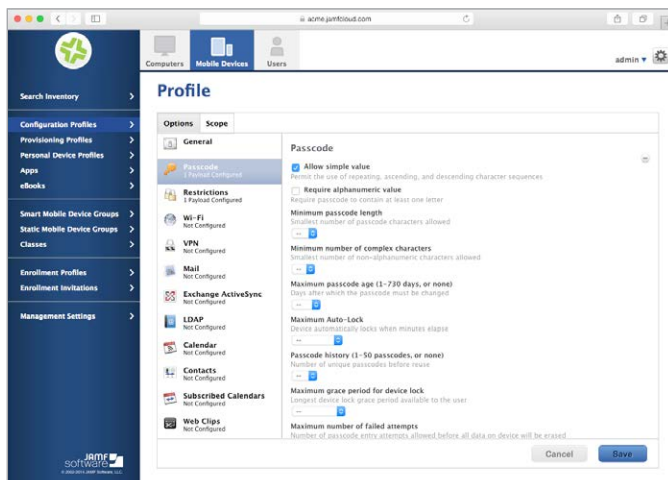 acme.jamfcloud.com
Computers
Mobile Devices
Users
admin
Search Inventory
Configuration Profiles
Provisioning Profiles
Personal Device Profiles
Apps
eBooks
Smart Mobile Device Groups
Static Mobile Device Groups
Classes
Enrollment Profiles
Enrollment Invitations
Management Settings
JAMF
software
Profile
Options Scope
General
Passcode
1 Payload Configured
Restrictions
1 Payload Configured
Wi-Fi
Not Configured
VPN
Not Configured
Mail
Not Configured
Exchange ActiveSync
Not Configured
LDAP
Not Configured
Calendar
Not Configured
Contacts
Not Configured
Subscribed Calendars
Not Configured
Web Clips
Not Configured
Passcode
Allow simple value
Permit the use of repeating, ascending, and descending character sequences
Require alphanumeric value
Require passcode to contain at least one letter
Minimum passcode length
Smallest number of passcode characters allowed
--
Minimum number of complex characters
Smallest number of non-alphanumeric characters allowed
--
Maximum passcode age (1-730 days, or none)
Days after which the passcode must be changed
--
Maximum Auto-Lock
Device automatically locks when minutes elapse
--
Passcode history (1-50 passcodes, or none)
Number of unique passcodes before reuse
--
Maximum grace period for device lock
Longest device lock grace period available to the user
--
Maximum number of failed attempts
Number of passcode entry attempts allowed before all data on device will be erased
Cancel
Save